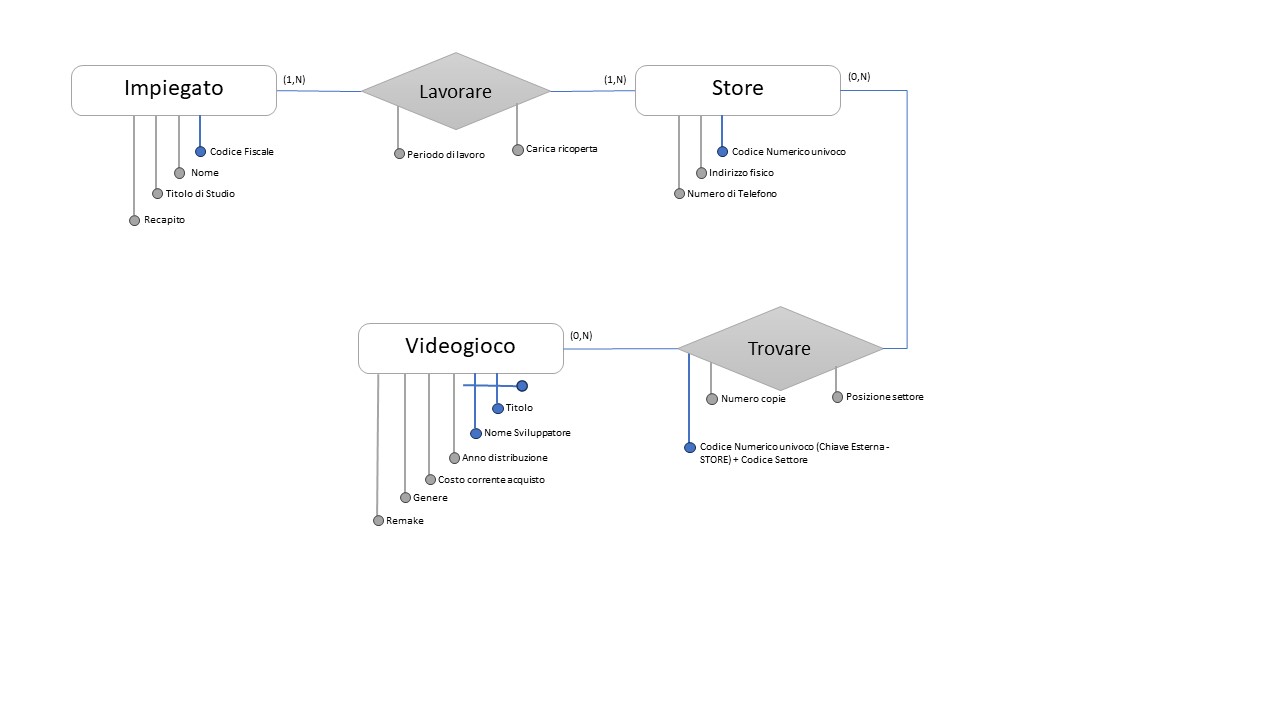 Impiegato
(1,N)
Lavorare
(1,N)
Store
(0,N)
Codice Fiscale
Nome
Titolo di Studio
Recapito
Periodo di lavoro
Carica ricoperta
Codice Numerico univoco
Indirizzo fisico
Numero di Telefono
Videogioco
(0,N)
Trovare
Titolo
Nome Sviluppatore
Anno distribuzione
Costo corrente acquisto
Genere
Remake
Numero copie
Posizione settore
Codice Numerico univoco (Chiave Esterna -
STORE) + Codice Settore